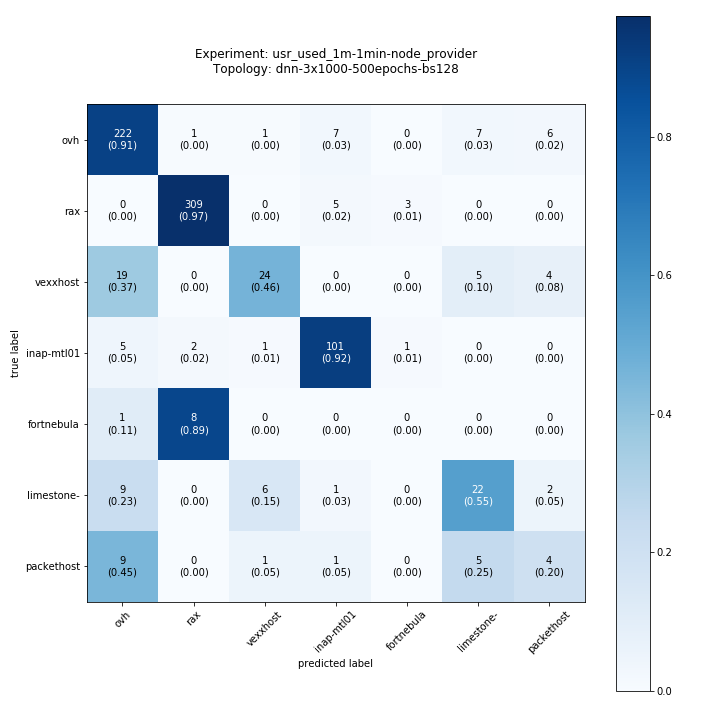 Experiment: usr_used_1m-1min-node_provider
Topology: dnn-3x1000-500epochs-bs128
ovh 222 1 1 7 0 7 6
(0.91) (0.00) (0.00) (0.03) (0.00) (0.03) (0.02)
rax 0 309 0 5 3 0 0
(0.00) (0.97) (0.00) (0.02) (0.01) (0.00) (0.00)
vexxhost 19 0 24 0 0 5 4
(0.37) (0.00) (0.46) (0.00) (0.00) (0.10) (0.08)
inap-mtl01 5 2 1 101 1 0 0
(0.05) (0.02) (0.01) (0.92) (0.01) (0.00) (0.00)
fortnebula 1 8 0 0 0 0 0
(0.11) (0.89) (0.00) (0.00) (0.00) (0.00) (0.00)
limestone- 9 0 6 1 0 22 2
(0.23) (0.00) (0.15) (0.03) (0.00) (0.55) (0.05)
packethost 9 0 1 1 0 5 4
(0.45) (0.00) (0.05) (0.05) (0.00) (0.25) (0.20)
true label
ovh rax vexxhost inap-mtl01 fortnebula limestone- packethost
predicted label
0.8
0.6
0.4
0.2
0.0